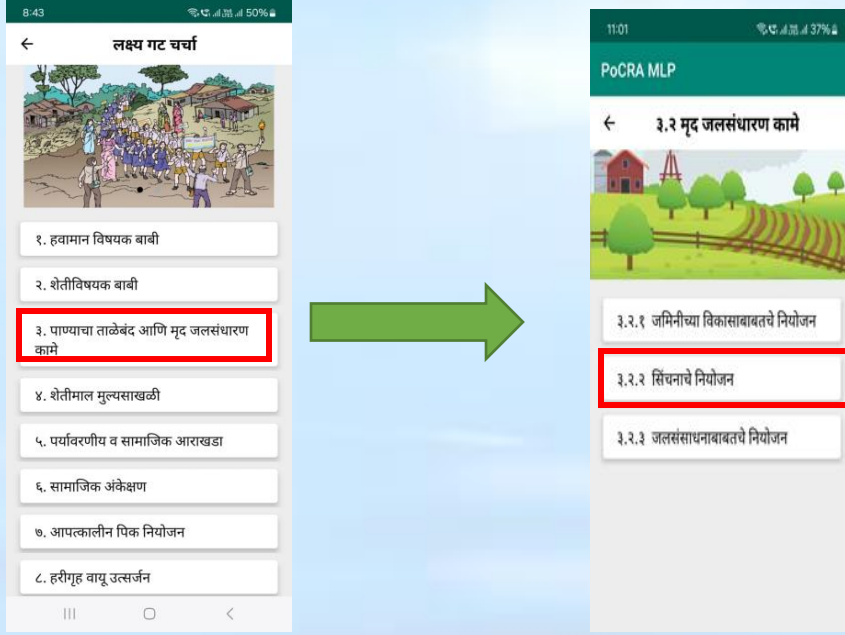 8:43
50%
लक्ष्य गट चर्चा
१. हवामान विषयक बाबी
२. शेतीविषयक बाबी
३. पाण्याचा ताळेबंद आणि मृद जलसंधारण
कामे
४. शेतीमाल मुल्यसाखळी
५. पर्यावरणीय व सामाजिक आराखडा
६. सामाजिक अंकेक्षण
७. आपत्कालीन पिक नियोजन
८. हरीगृह वायू उत्सर्जन
11:01
37%
PoCRA MLP
३.२ मृद जलसंधारण कामे
३.२.१ जमिनीच्या विकासाबाबतचे नियोजन
३.२.२ सिंचनाचे नियोजन
३.२.३ जलसंसाधनाबाबतचे नियोजन